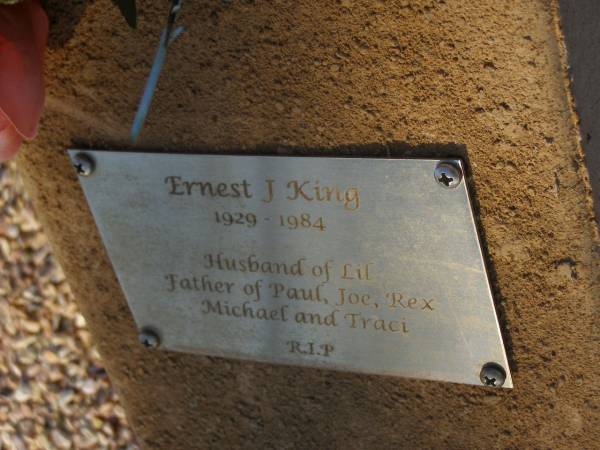 Ernest J King
1929 - 1984
Husband of Lil
Father of Paul, Joe, Rex
Michael and Traci
R.I.P